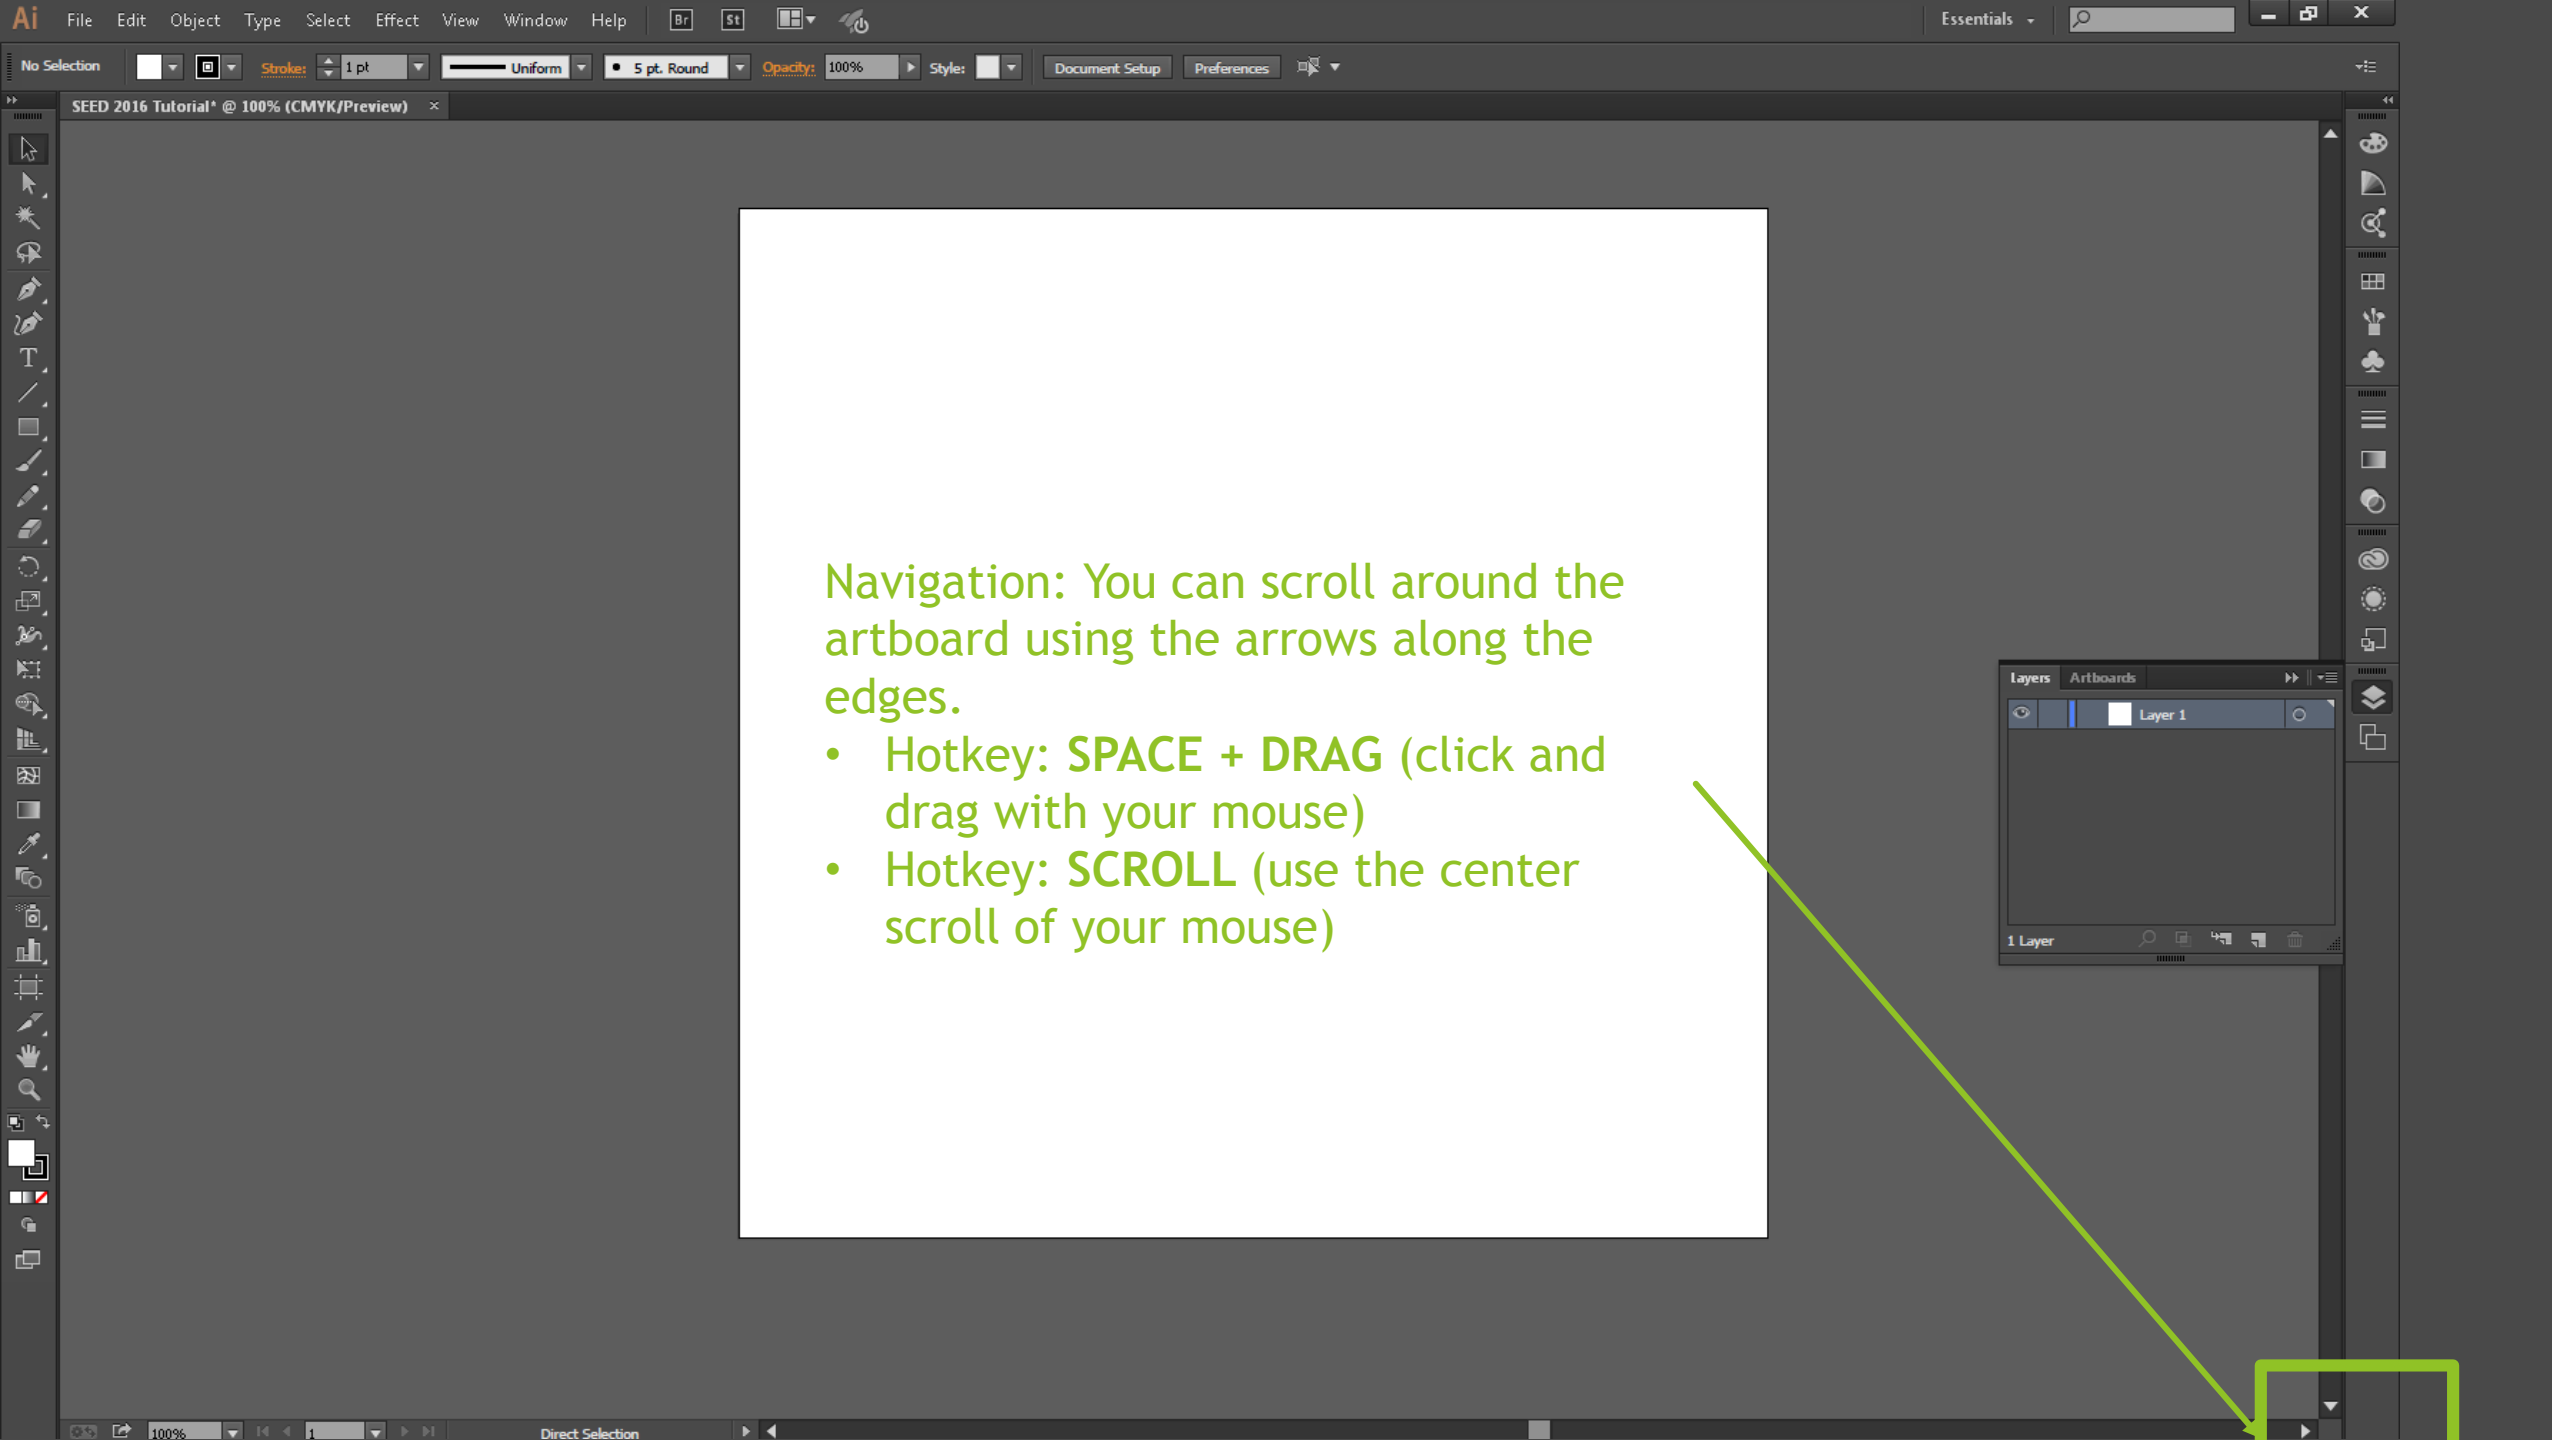 Ai File Edit Object Type Select Effect View Window Help Br St Essentials
No Selection Stroke: 1 pt Uniform 5 pt. Round Opacity: 100% Style: Document Setup Preferences
SEED 2016 Tutorial* @ 100% (CMYK/Preview) ×
Navigation: You can scroll around the
artboard using the arrows along the
edges.
• Hotkey: SPACE + DRAG (click and
drag with your mouse)
• Hotkey: SCROLL (use the center
scroll of your mouse)
Layers Artboards
Layer 1
1 Layer
100% 1 Direct Selection